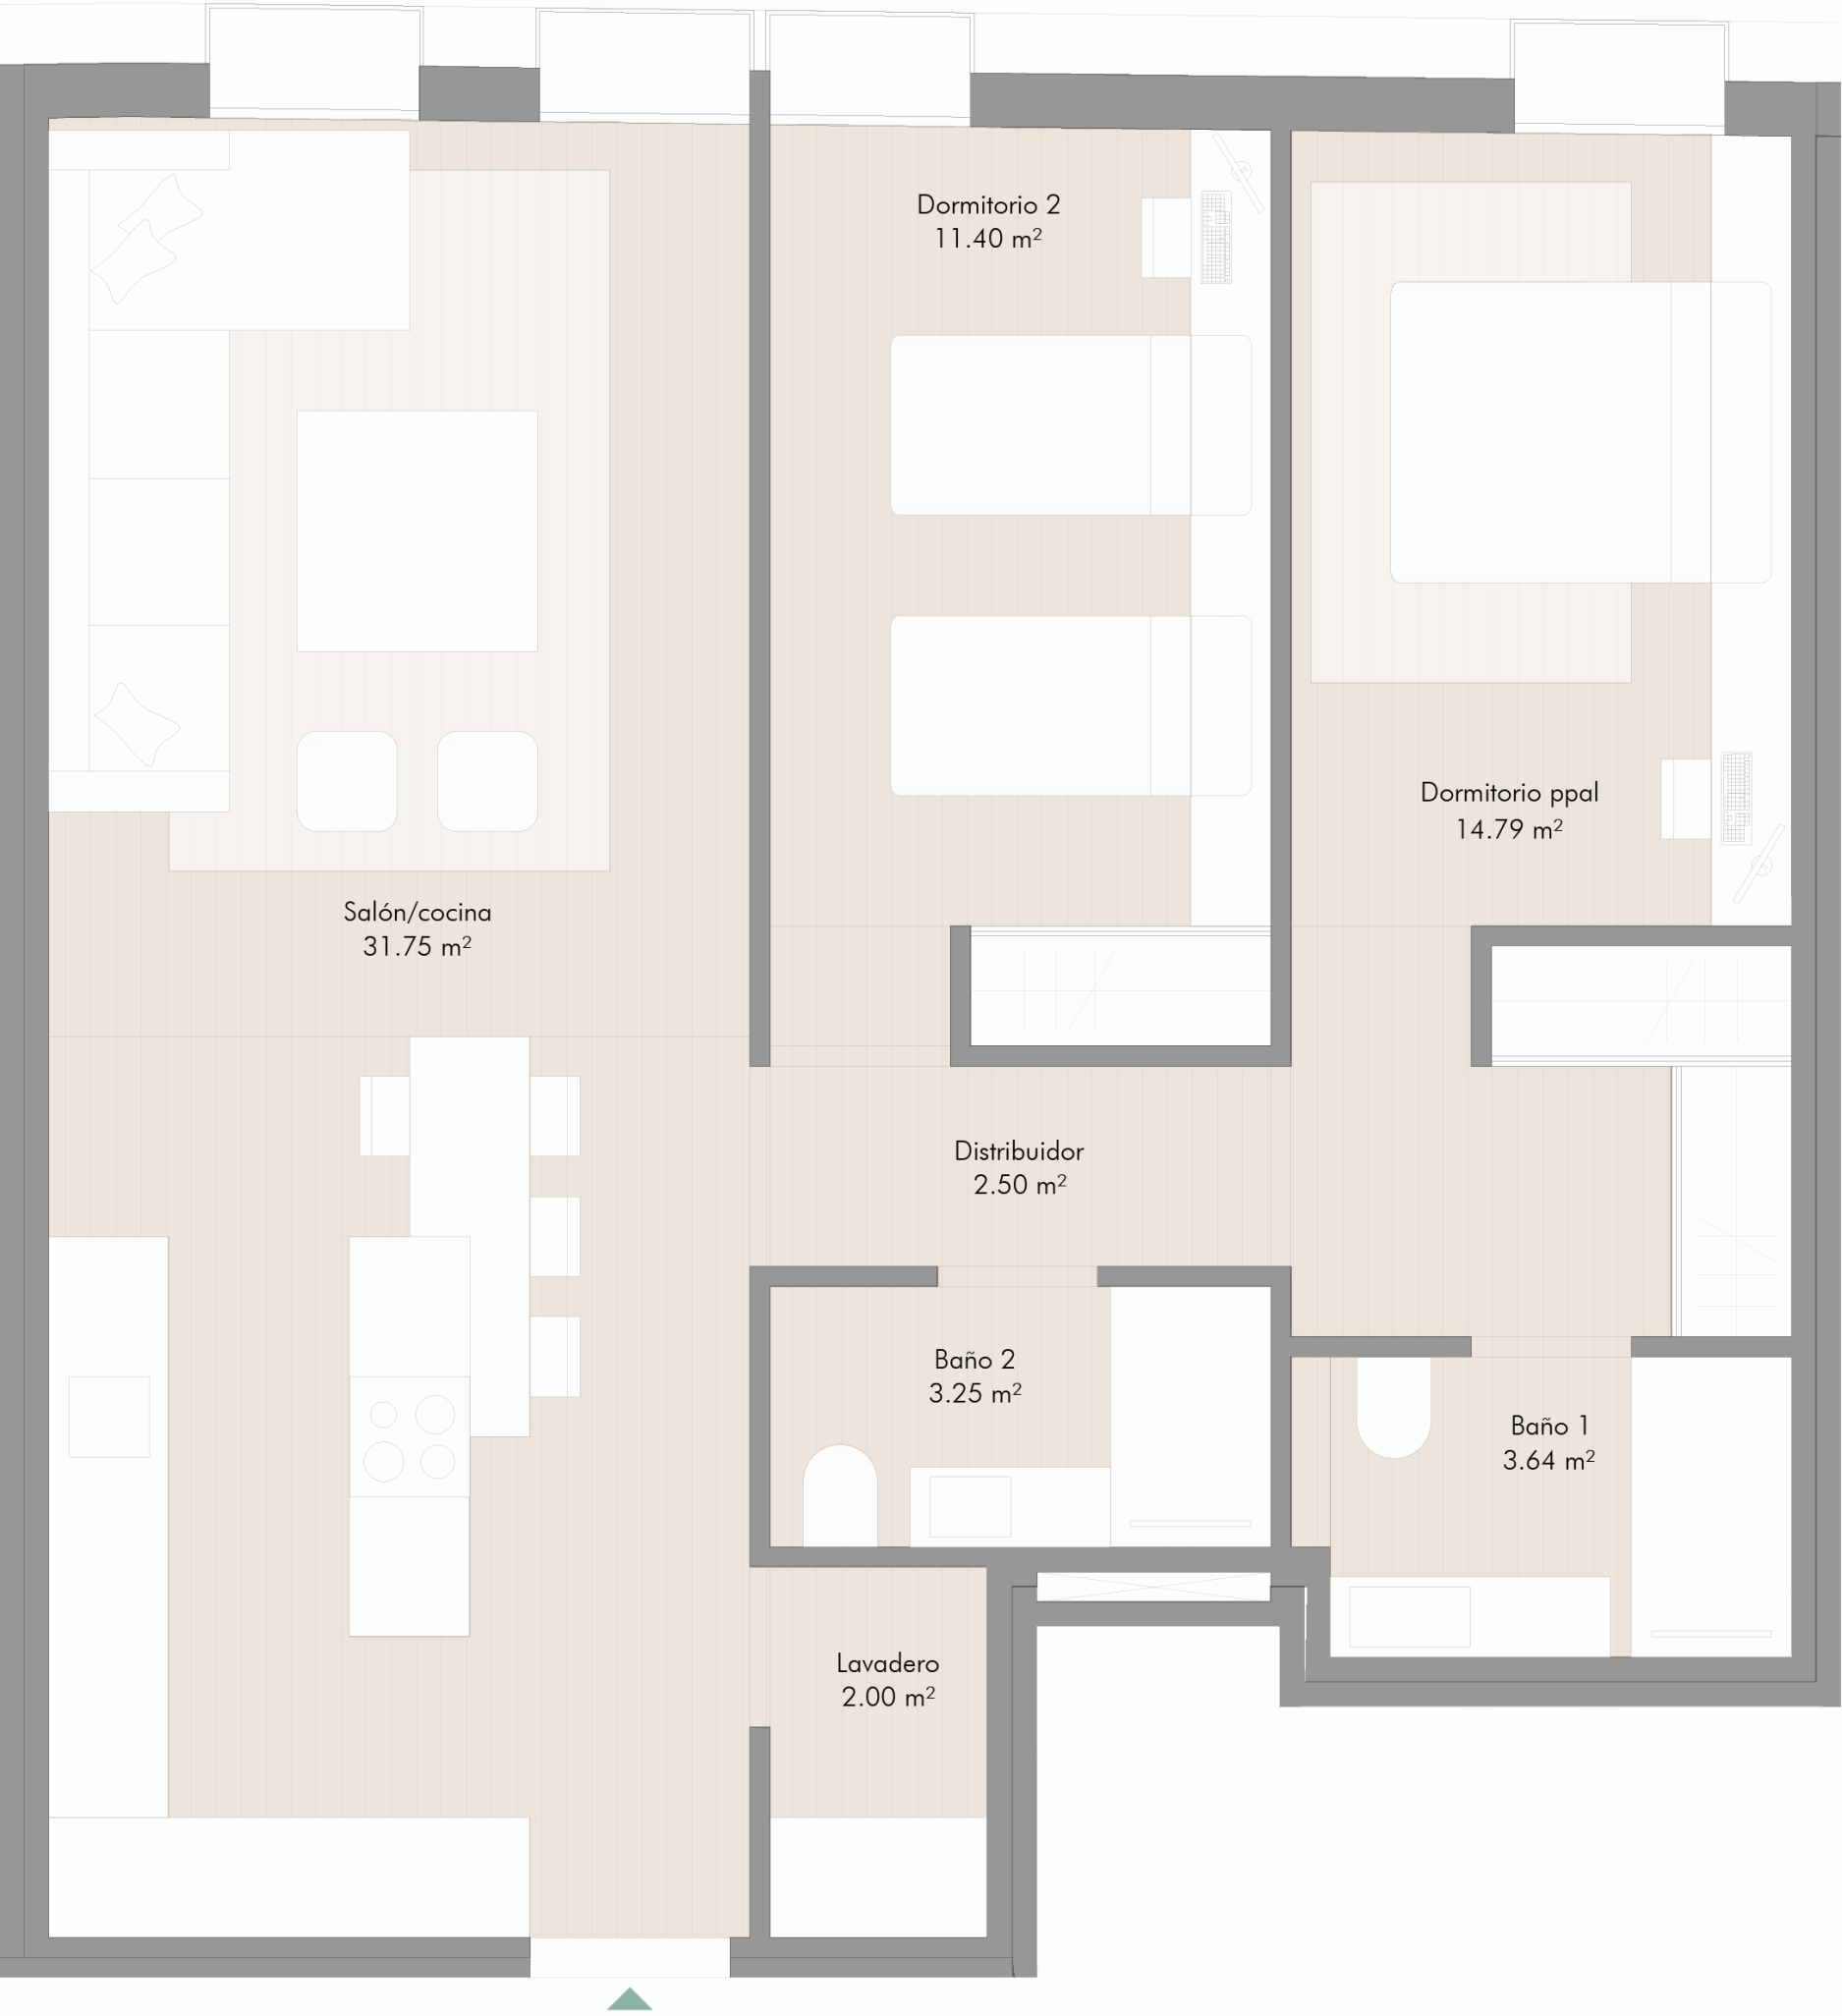 Dormitorio 2
11.40 m²
Dormitorio ppal
14.79 m²
Salón/cocina
31.75 m²
Distribuidor
2.50 m²
Baño 2
3.25 m²
Baño 1
3.64 m²
Lavadero
2.00 m²